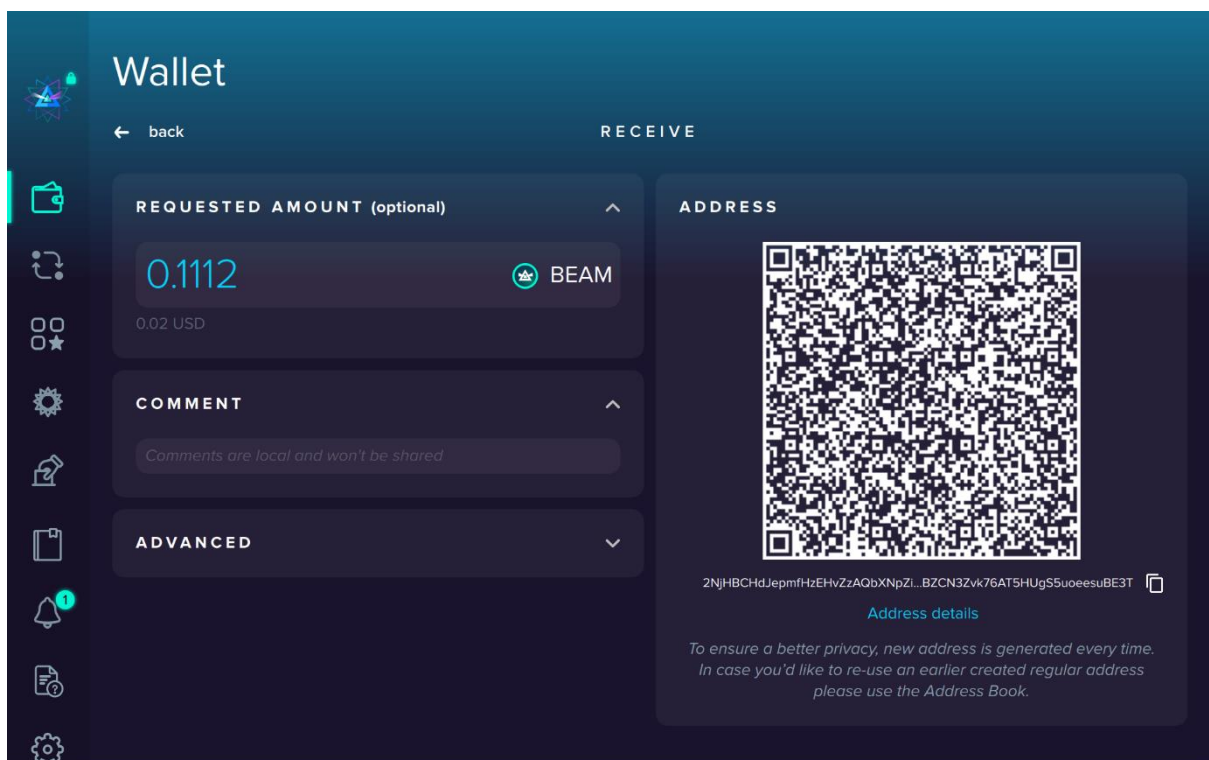 Wallet
back
RECEIVE
REQUESTED AMOUNT (optional)
0.1112
BEAM
0.02 USD
COMMENT
Comments are local and won't be shared
ADVANCED
1
ADDRESS
2NjHBCHdJepmfHzEHvZzAQbXNpZi...BZCN3Zvk76AT5HUgS5uoeesuBE3T
Address details
To ensure a better privacy, new address is generated every time.
In case you'd like to re-use an earlier created regular address
please use the Address Book.